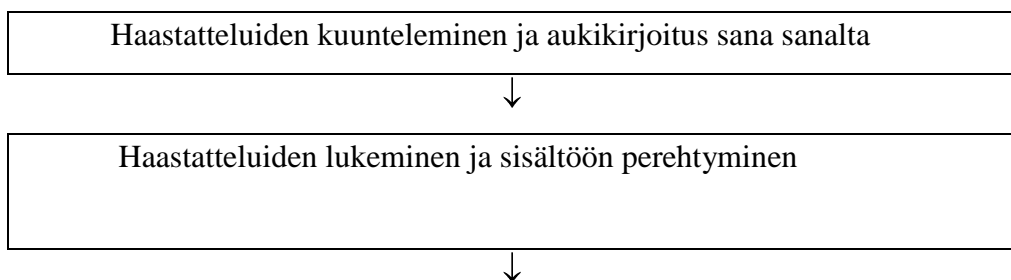 Haastatteluiden kuunteleminen ja aukikirjoitus sana sanalta
↓
Haastatteluiden lukeminen ja sisältöön perehtyminen
↓